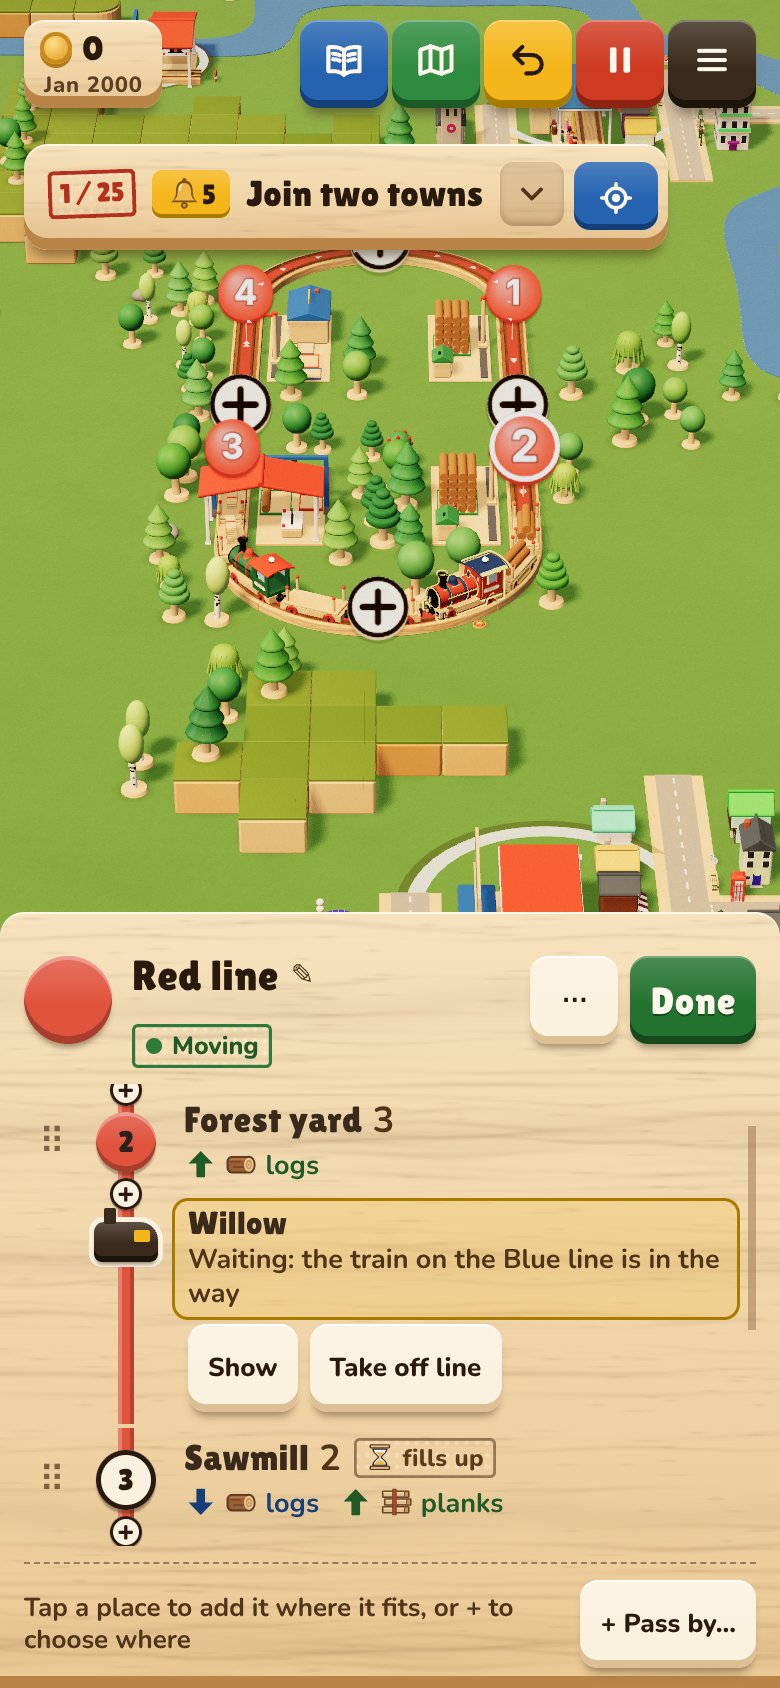 0
Jan 2000
1/25
5
Join two towns
4
1
3
2
Red line
Moving
...
Done
2
Forest yard 3
logs
Willow
Waiting: the train on the Blue line is in the
way
Show
Take off line
3
Sawmill 2
fills up
logs
planks
Tap a place to add it where it fits, or + to
choose where
+ Pass by...